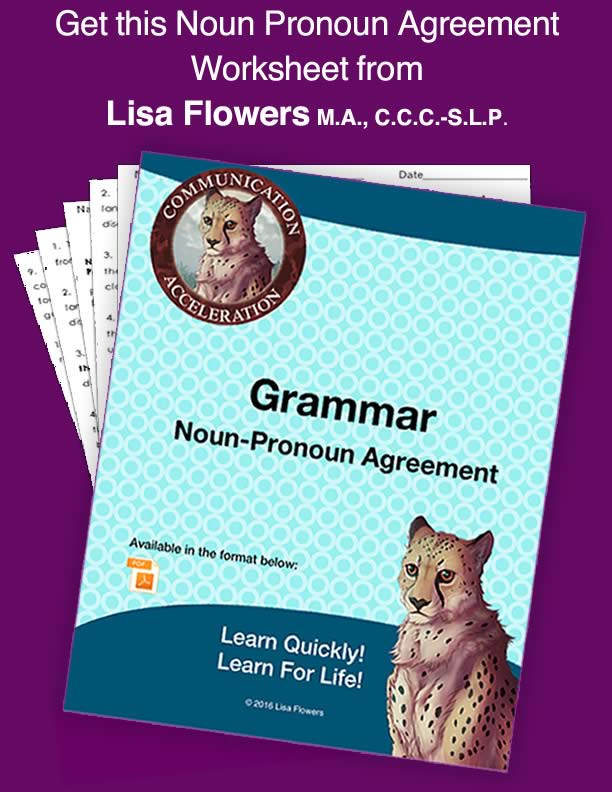 Get this Noun Pronoun Agreement
Worksheet from
Lisa Flowers M.A., C.C.C.-S.L.P.
Date
COMMUNICATION
ACCELERATION
Grammar
Noun-Pronoun Agreement
Available in the format below:
PDF
Learn Quickly!
Learn For Life!
© 2016 Lisa Flowers